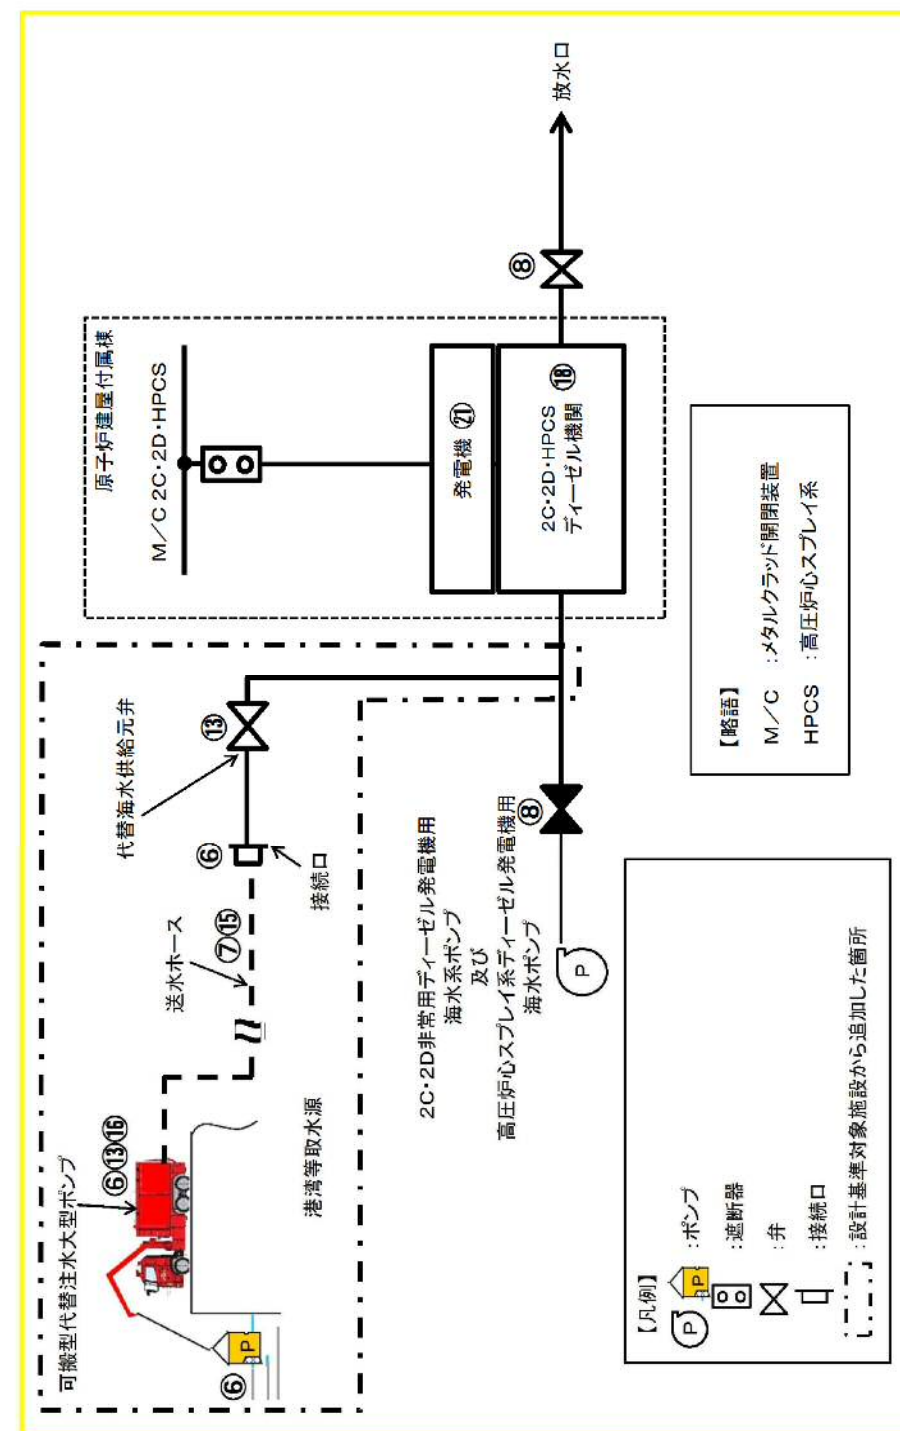 可搬型代替注水大型ポンプ
⑥⑬⑯
⑥
P
港湾等取水源
送水ホース
⑦⑮
⑥
接続口
代替海水供給元弁
⑬
原子炉建屋付属棟
M／C 2C・2D・HPCS
発電機 ㉑
2C・2D・HPCS
ディーゼル機関
⑱
⑧
放水口
2C・2D非常用ディーゼル発電機用
海水系ポンプ
及び
高圧炉心スプレイ系ディーゼル発電機用
海水ポンプ
⑧
P
【凡例】
P P :ポンプ
:遮断器
:弁
:接続口
:設計基準対象施設から追加した箇所
【略語】
M／C :メタルクラッド開閉装置
HPCS :高圧炉心スプレイ系